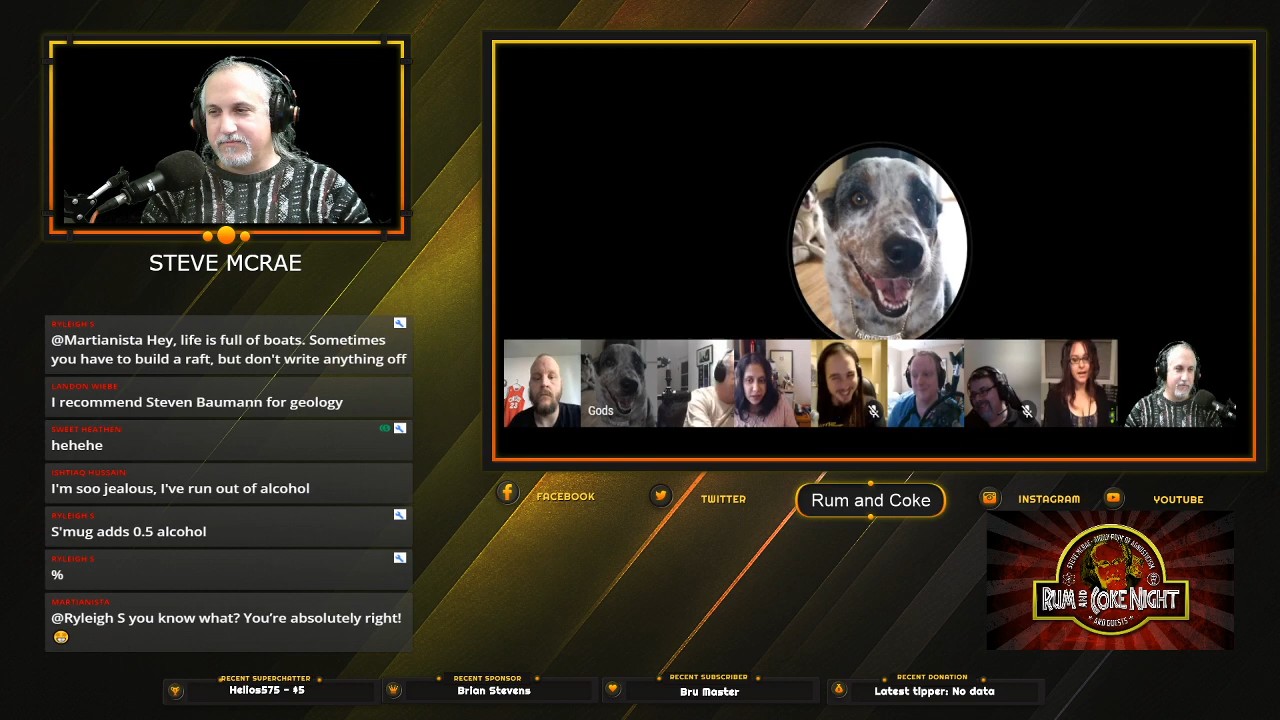 STEVE MCRAE
RYLEIGH S
@Martianista Hey, life is full of boats. Sometimes
you have to build a raft, but don't write anything off
LANDON WIEBE
I recommend Steven Baumann for geology
SWEET HEATHEN
hehehe
ISHTIAQ HUSSAIN
I'm soo jealous, I've run out of alcohol
RYLEIGH S
S'mug adds 0.5 alcohol
RYLEIGH S
%
MARTIANISTA
@Ryleigh S you know what? You're absolutely right!
😁
Gods
23
FACEBOOK
TWITTER
Rum and Coke
INSTAGRAM
YOUTUBE
RUM AND COKE NIGHT
RECENT SUPERCHATTER
Helios575 - $5
RECENT SPONSOR
Brian Stevens
RECENT SUBSCRIBER
Bru Master
RECENT DONATION
Latest tipper: No data